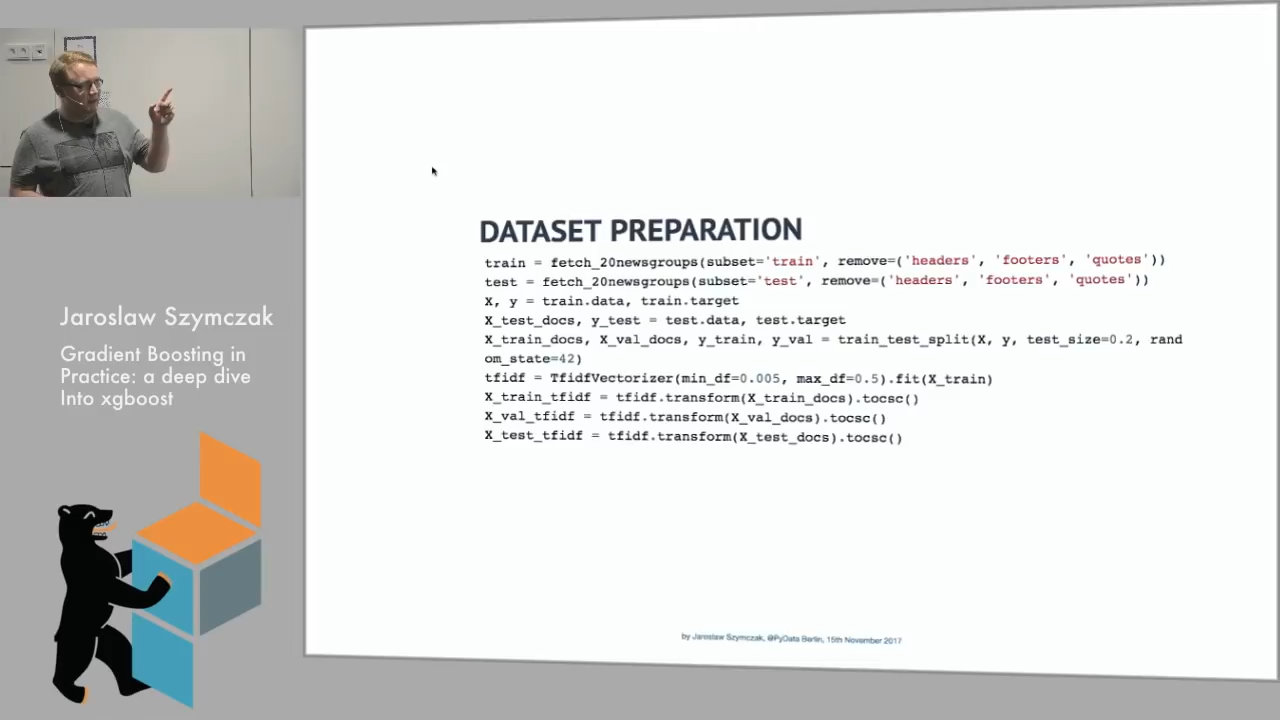 Jaroslaw Szymczak
Gradient Boosting in
Practice: a deep dive
Into xgboost
DATASET PREPARATION
train = fetch_20newsgroups(subset='train', remove=('headers', 'footers', 'quotes'))
test = fetch_20newsgroups(subset='test', remove=('headers', 'footers', 'quotes'))
X, y = train.data, train.target
X_test_docs, y_test = test.data, test.target
X_train_docs, X_val_docs, y_train, y_val = train_test_split(X, y, test_size=0.2, rand
om_state=42)
tfidf = TfidfVectorizer(min_df=0.005, max_df=0.5).fit(X_train)
X_train_tfidf = tfidf.transform(X_train_docs).tocsc()
X_val_tfidf = tfidf.transform(X_val_docs).tocsc()
X_test_tfidf = tfidf.transform(X_test_docs).tocsc()
by Jaroslaw Szymczak, @PyData Berlin, 15th November 2017